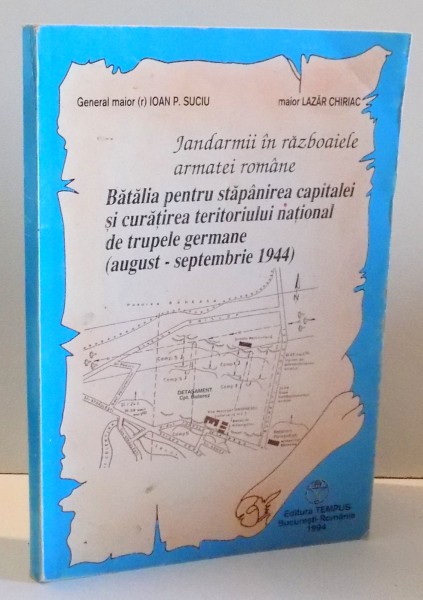 General maior (r) IOAN P. SUCIU
maior LAZĂR CHIRIAC
Jandarmii în războaiele
armatei române
Bătălia pentru stăpânirea capitalei
și curățirea teritoriului național
de trupele germane
(august - septembrie 1944)
N
DETAȘAMENT
Editura TEMPUS
București-România
1994